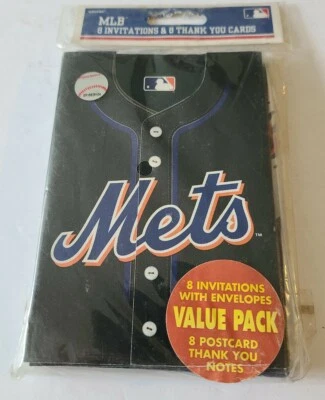 MLB
8 INVITATIONS & 8 THANK YOU CARDS
Mets
TM
8 INVITATIONS
WITH ENVELOPES
VALUE PACK
8 POSTCARD
THANK YOU
NOTES